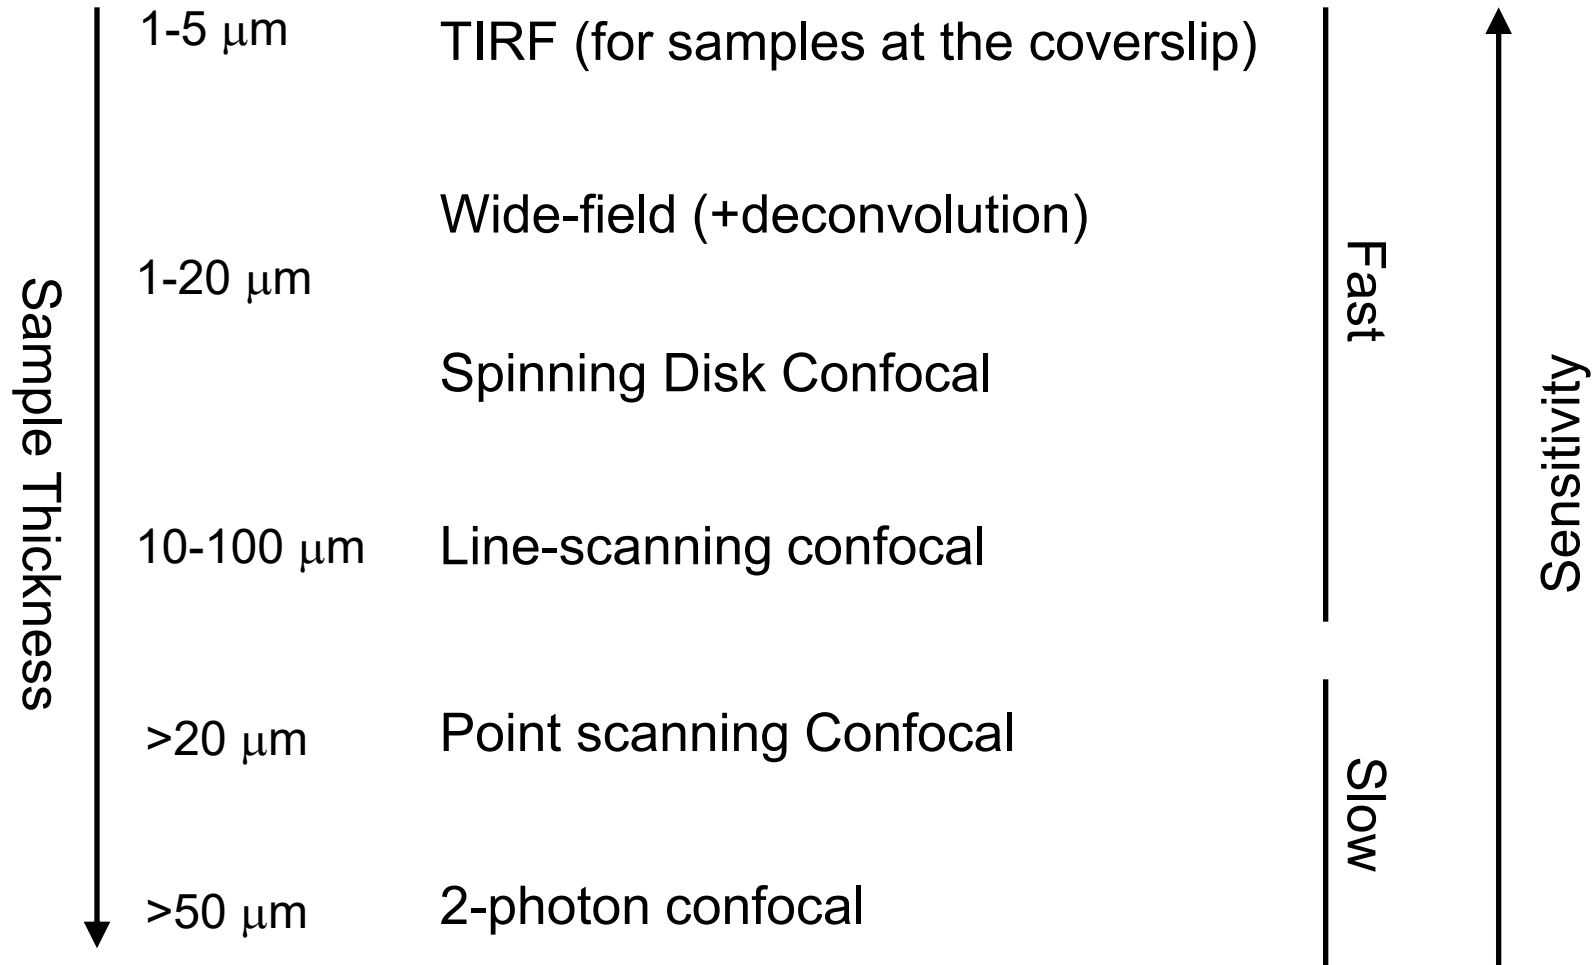 1-5 μm
TIRF (for samples at the coverslip)
Wide-field (+deconvolution)
1-20 μm
Spinning Disk Confocal
10-100 μm
Line-scanning confocal
>20 μm
Point scanning Confocal
>50 μm
2-photon confocal
Sample Thickness
Fast
Slow
Sensitivity